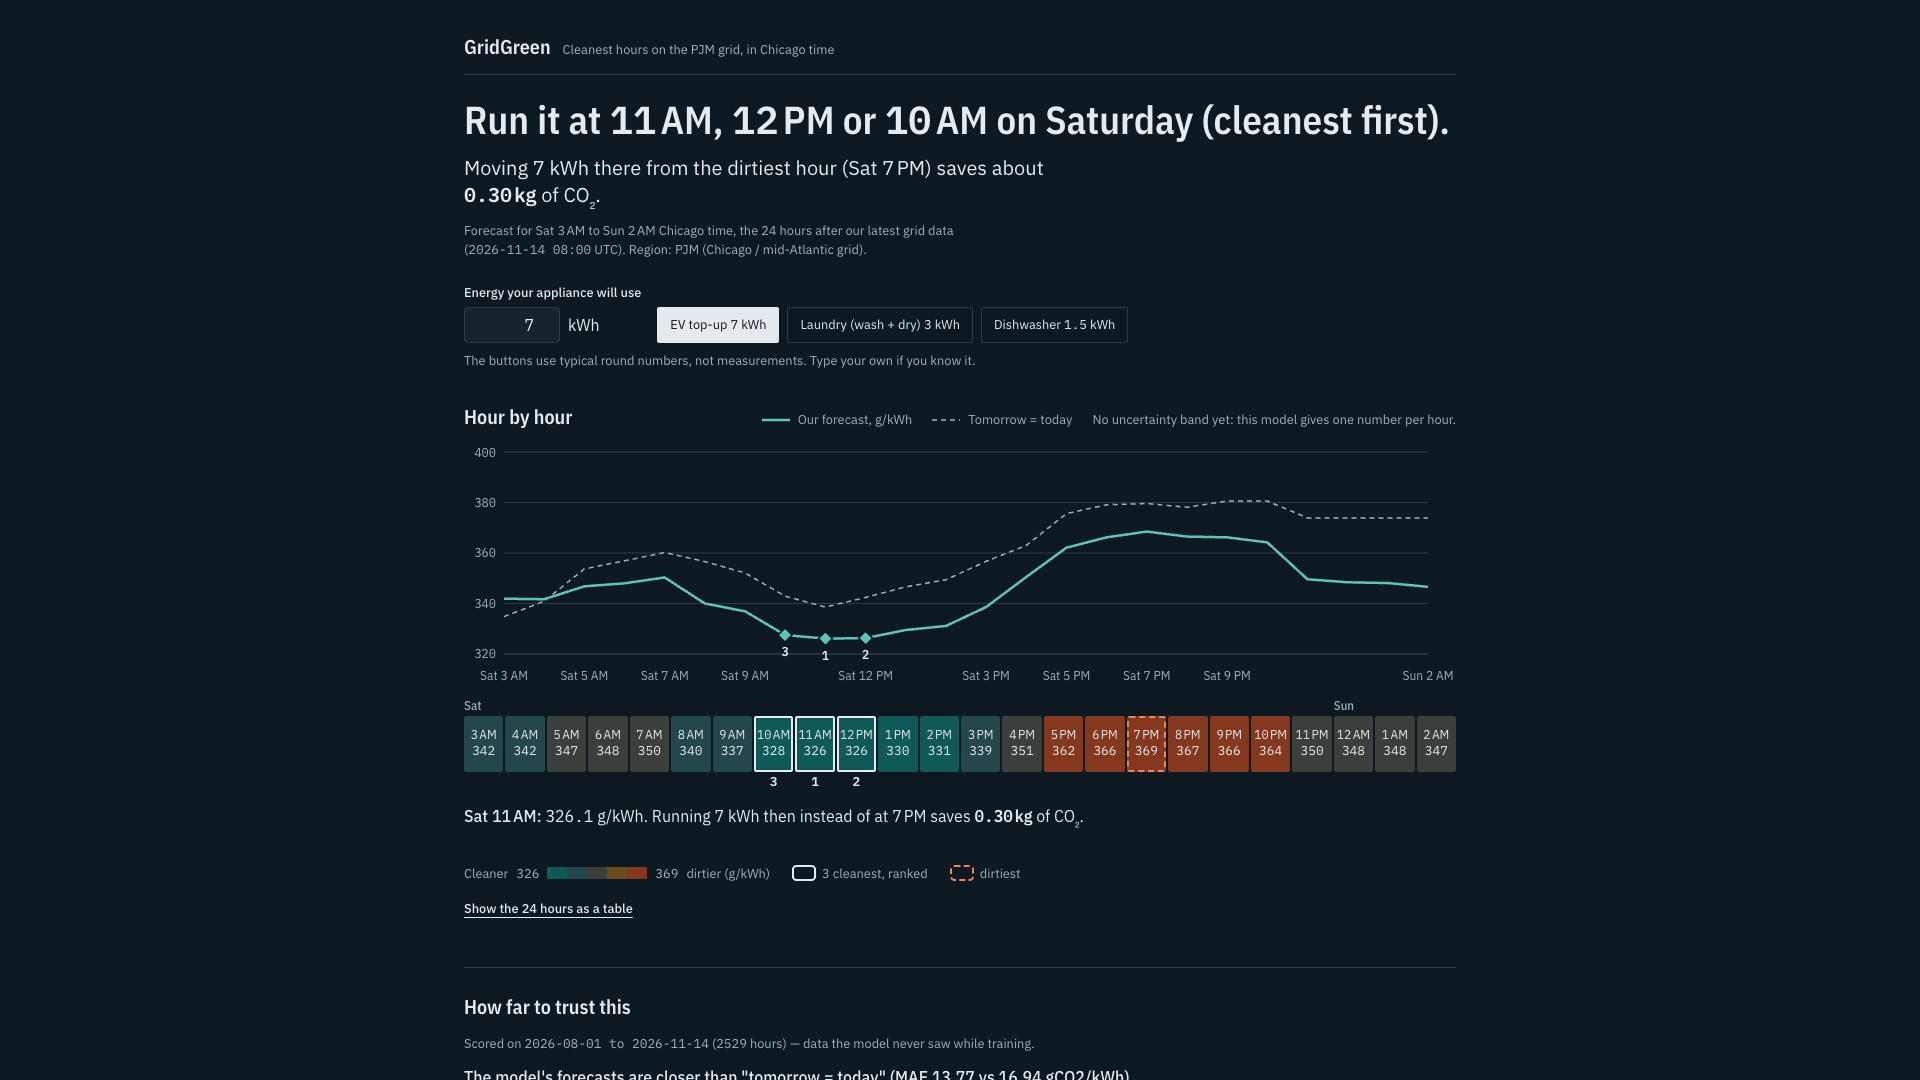 GridGreen Cleanest hours on the PJM grid, in Chicago time
Run it at 11 AM, 12 PM or 10 AM on Saturday (cleanest first).
Moving 7 kWh there from the dirtiest hour (Sat 7 PM) saves about
0.30 kg of CO₂.
Forecast for Sat 3 AM to Sun 2 AM Chicago time, the 24 hours after our latest grid data
(2026-11-14 08:00 UTC). Region: PJM (Chicago / mid-Atlantic grid).
Energy your appliance will use
7 kWh EV top-up 7 kWh Laundry (wash + dry) 3 kWh Dishwasher 1.5 kWh
The buttons use typical round numbers, not measurements. Type your own if you know it.
Hour by hour Our forecast, g/kWh Tomorrow = today No uncertainty band yet: this model gives one number per hour.
400
380
360
340
320
3 1 2
Sat 3 AM Sat 5 AM Sat 7 AM Sat 9 AM Sat 12 PM Sat 3 PM Sat 5 PM Sat 7 PM Sat 9 PM Sun 2 AM
Sat Sun
3 AM 4 AM 5 AM 6 AM 7 AM 8 AM 9 AM 10 AM 11 AM 12 PM 1 PM 2 PM 3 PM 4 PM 5 PM 6 PM 7 PM 8 PM 9 PM 10 PM 11 PM 12 AM 1 AM 2 AM
342 342 347 348 350 340 337 328 326 326 330 331 339 351 362 366 369 367 366 364 350 348 348 347
3 1 2
Sat 11 AM: 326.1 g/kWh. Running 7 kWh then instead of at 7 PM saves 0.30 kg of CO₂.
Cleaner 326 369 dirtier (g/kWh) 3 cleanest, ranked dirtiest
Show the 24 hours as a table
How far to trust this
Scored on 2026-08-01 to 2026-11-14 (2529 hours) — data the model never saw while training.
The model's forecasts are closer than "tomorrow = today" (MAE 13.77 vs 16.94 gCO2/kWh)